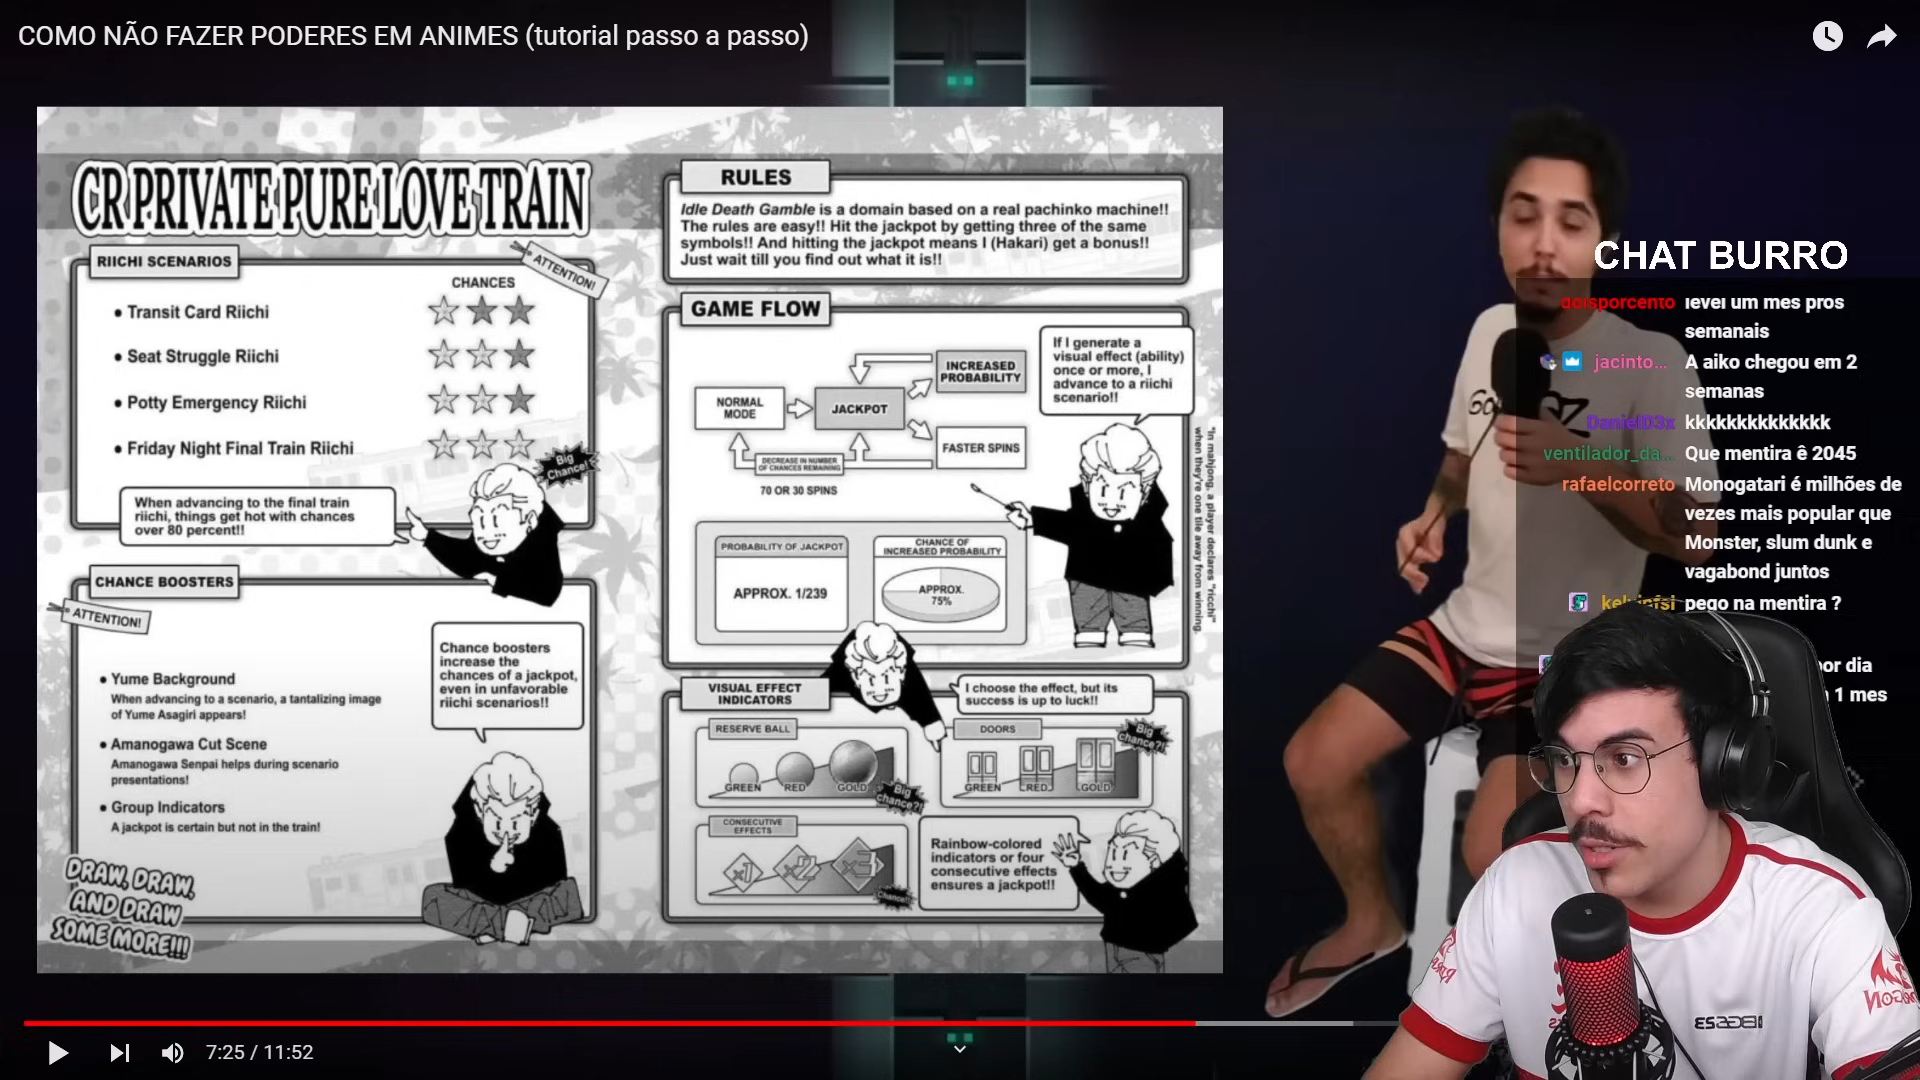 COMO NÃO FAZER PODERES EM ANIMES (tutorial passo a passo)
CR PRIVATE PURE LOVE TRAIN
RIICHI SCENARIOS
ATTENTION!
CHANCES
• Transit Card Riichi
• Seat Struggle Riichi
• Potty Emergency Riichi
• Friday Night Final Train Riichi
Big
Chance!
When advancing to the final train
riichi, things get hot with chances
over 80 percent!!
CHANCE BOOSTERS
ATTENTION!
• Yume Background
When advancing to a scenario, a tantalizing image
of Yume Asagiri appears!
• Amanogawa Cut Scene
Amanogawa Senpai helps during scenario
presentations!
• Group Indicators
A jackpot is certain but not in the train!
Chance boosters
increase the
chances of a jackpot,
even in unfavorable
riichi scenarios!!
DRAW, DRAW,
AND DRAW
SOME MORE!!!
RULES
Idle Death Gamble is a domain based on a real pachinko machine!!
The rules are easy!! Hit the jackpot by getting three of the same
symbols!! And hitting the jackpot means I (Hakari) get a bonus!!
Just wait till you find out what it is!!
GAME FLOW
NORMAL
MODE
JACKPOT
INCREASED
PROBABILITY
FASTER SPINS
DECREASE IN NUMBER
OF CHANCES REMAINING
70 OR 30 SPINS
If I generate a
visual effect (ability)
once or more, I
advance to a riichi
scenario!!
PROBABILITY OF JACKPOT
APPROX. 1/239
CHANCE OF
INCREASED PROBABILITY
APPROX.
75%
"In mahjong, a player declares "riichi"
when they're one tile away from winning.
VISUAL EFFECT
INDICATORS
I choose the effect, but its
success is up to luck!!
RESERVE BALL
GREEN RED GOLD
Big
chance?!
DOORS
GREEN RED GOLD
Big
chance?!
CONSECUTIVE
EFFECTS
x1 x2 x3
Chance!!
Rainbow-colored
indicators or four
consecutive effects
ensures a jackpot!!
CHAT BURRO
doisporcento levei um mes pros
semanais
jacinto... A aiko chegou em 2
semanas
DanielD3x kkkkkkkkkkkkk
ventilador_da... Que mentira ê 2045
rafaelcorreto Monogatari é milhões de
vezes mais popular que
Monster, slum dunk e
vagabond juntos
kelvinfsi pego na mentira ?
por dia
1 mes
7:25 / 11:52